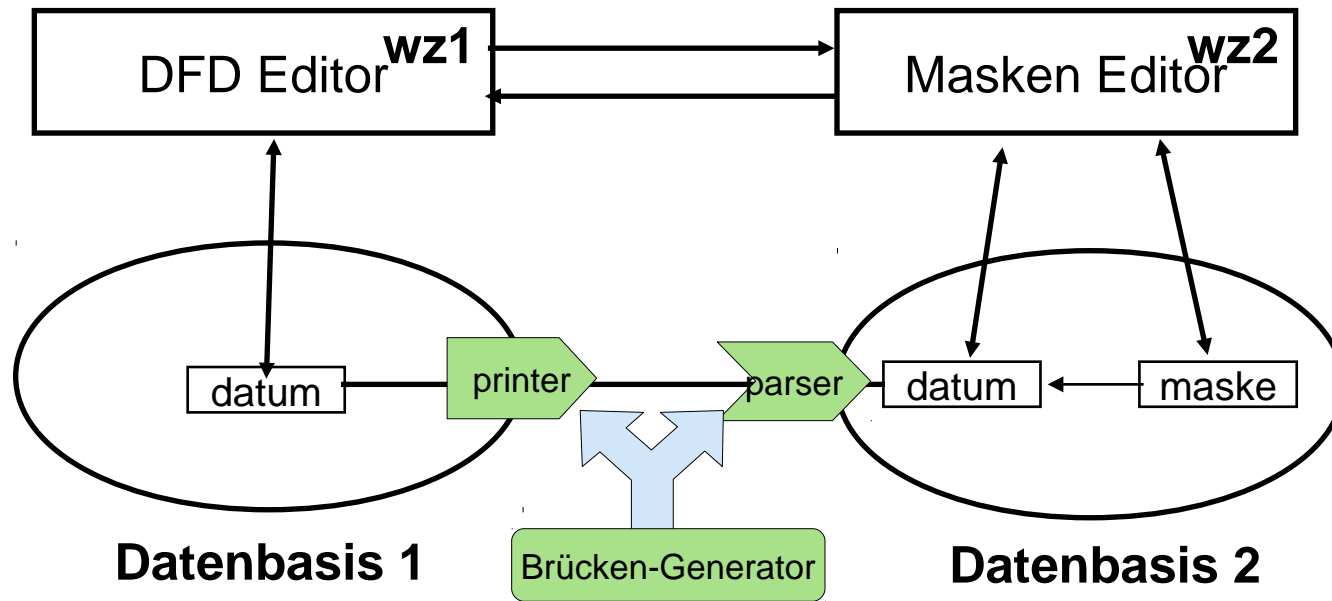 DFD Editor wz1
Masken Editor wz2
datum
printer
parser
datum
maske
Datenbasis 1
Brücken-Generator
Datenbasis 2